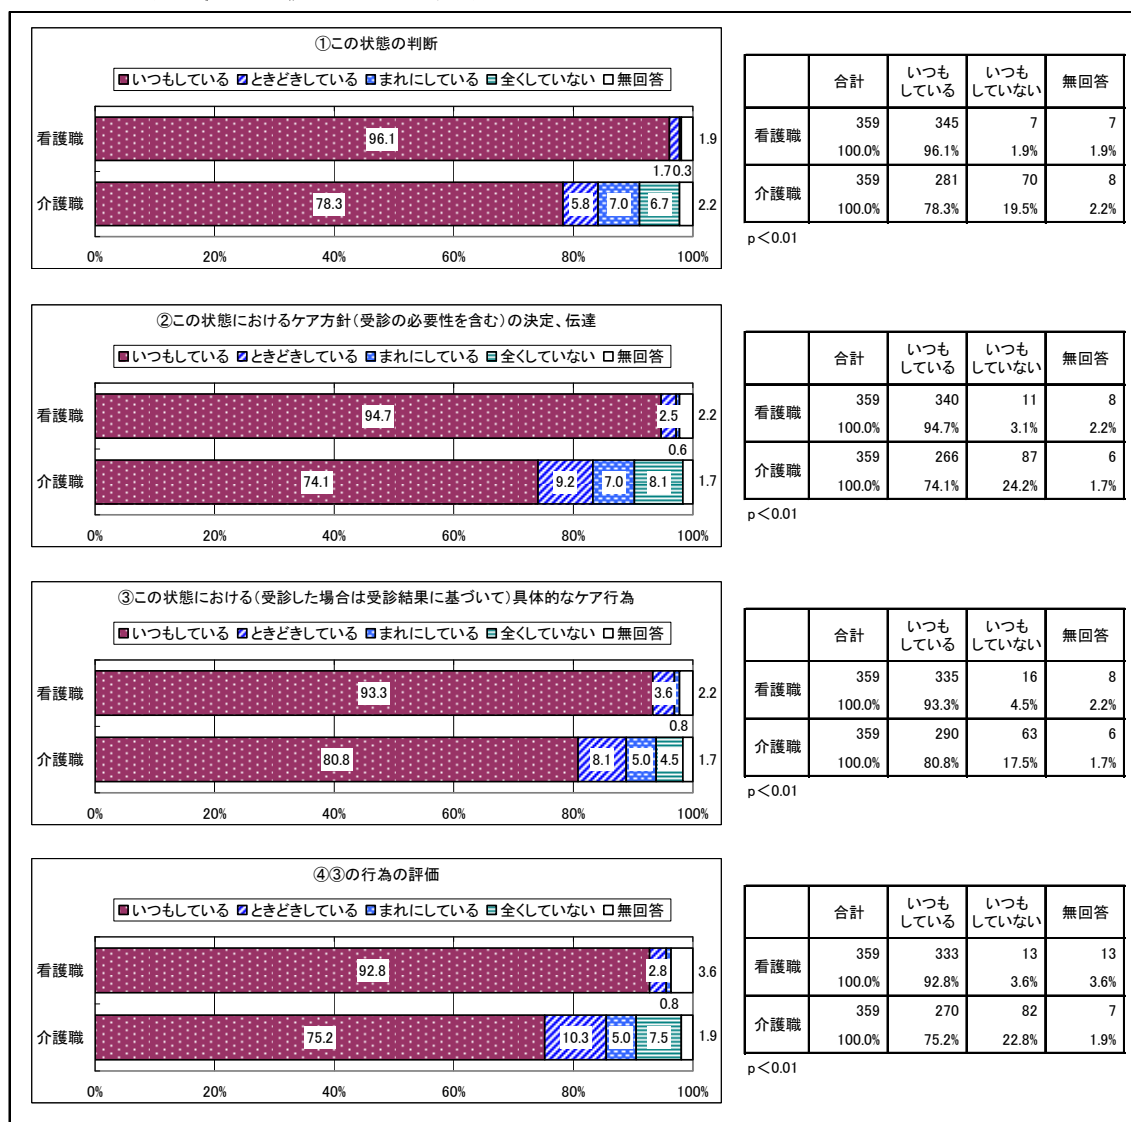 ①この状態の判断
いつもしている ときどきしている まれにしている 全くしていない 無回答
看護職 96.1 1.7 0.3 1.9
介護職 78.3 5.8 7.0 6.7 2.2
0% 20% 40% 60% 80% 100%
合計 いつもしている いつもしていない 無回答
看護職 359 345 7 7
100.0% 96.1% 1.9% 1.9%
介護職 359 281 70 8
100.0% 78.3% 19.5% 2.2%
p<0.01
②この状態におけるケア方針(受診の必要性を含む)の決定、伝達
いつもしている ときどきしている まれにしている 全くしていない 無回答
看護職 94.7 2.5 0.6 2.2
介護職 74.1 9.2 7.0 8.1 1.7
0% 20% 40% 60% 80% 100%
合計 いつもしている いつもしていない 無回答
看護職 359 340 11 8
100.0% 94.7% 3.1% 2.2%
介護職 359 266 87 6
100.0% 74.1% 24.2% 1.7%
p<0.01
③この状態における(受診した場合は受診結果に基づいて)具体的なケア行為
いつもしている ときどきしている まれにしている 全くしていない 無回答
看護職 93.3 3.6 0.8 2.2
介護職 80.8 8.1 5.0 4.5 1.7
0% 20% 40% 60% 80% 100%
合計 いつもしている いつもしていない 無回答
看護職 359 335 16 8
100.0% 93.3% 4.5% 2.2%
介護職 359 290 63 6
100.0% 80.8% 17.5% 1.7%
p<0.01
④③の行為の評価
いつもしている ときどきしている まれにしている 全くしていない 無回答
看護職 92.8 2.8 0.8 3.6
介護職 75.2 10.3 5.0 7.5 1.9
0% 20% 40% 60% 80% 100%
合計 いつもしている いつもしていない 無回答
看護職 359 333 13 13
100.0% 92.8% 3.6% 3.6%
介護職 359 270 82 7
100.0% 75.2% 22.8% 1.9%
p<0.01